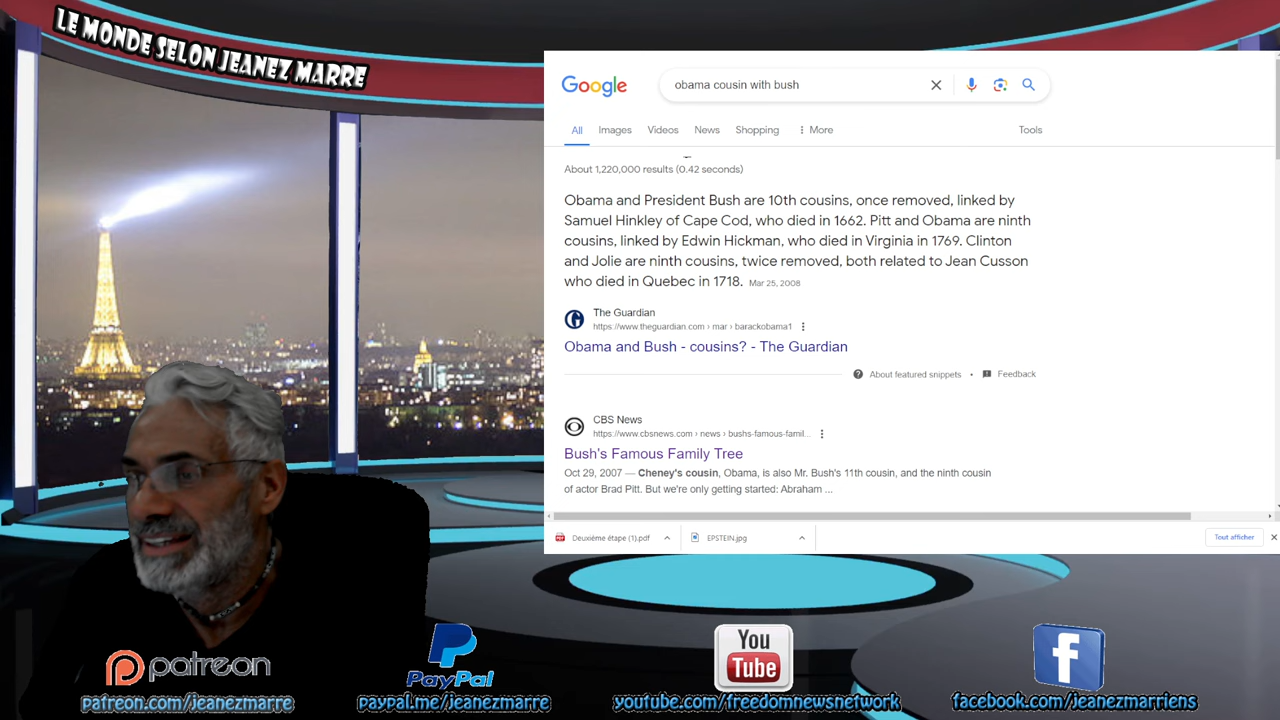 LE MONDE SELON JEANEZ MARRE
Google
obama cousin with bush
All Images Videos News Shopping More Tools
About 1,220,000 results (0.42 seconds)
Obama and President Bush are 10th cousins, once removed, linked by
Samuel Hinkley of Cape Cod, who died in 1662. Pitt and Obama are ninth
cousins, linked by Edwin Hickman, who died in Virginia in 1769. Clinton
and Jolie are ninth cousins, twice removed, both related to Jean Cusson
who died in Quebec in 1718. Mar 25, 2008
The Guardian
https://www.theguardian.com › mar › barackobama1
Obama and Bush - cousins? - The Guardian
About featured snippets • Feedback
CBS News
https://www.cbsnews.com › news › bushs-famous-famil...
Bush's Famous Family Tree
Oct 29, 2007 — Cheney's cousin, Obama, is also Mr. Bush's 11th cousin, and the ninth cousin
of actor Brad Pitt. But we're only getting started: Abraham ...
Deuxième étape (1).pdf EPSTEIN.jpg Tout afficher
patreon
PayPal
You
Tube
patreon.com/jeanezmarre
paypal.me/jeanezmarre
youtube.com/freedomnewsnetwork
facebook.com/jeanezmarriens